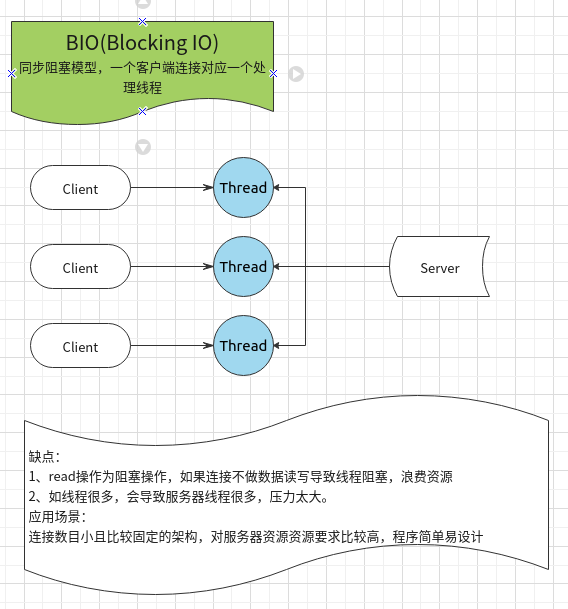 BIO(Blocking IO)
同步阻塞模型，一个客户端连接对应一个处
理线程
Client
Thread
Client
Thread
Server
Client
Thread
缺点：
1、read操作为阻塞操作，如果连接不做数据读写导致线程阻塞，浪费资源
2、如线程很多，会导致服务器线程很多，压力太大。
应用场景：
连接数目小且比较固定的架构，对服务器资源资源要求比较高，程序简单易设计